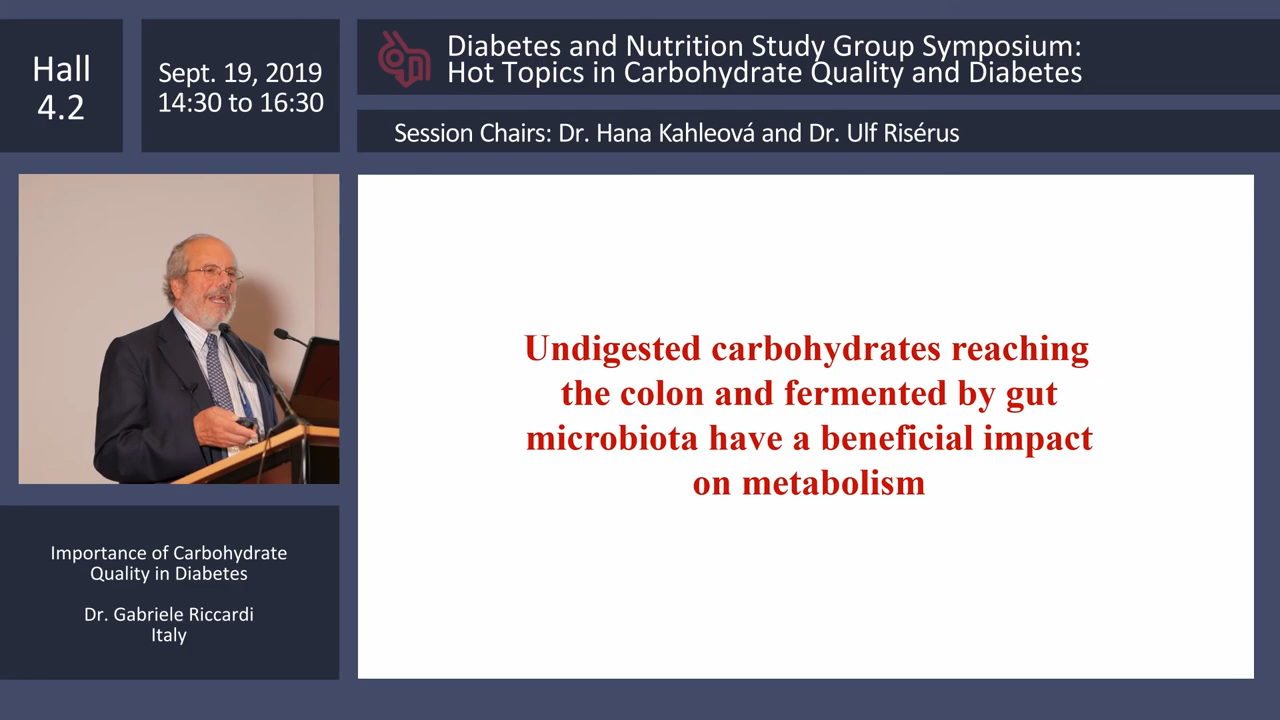 Hall
4.2
Sept. 19, 2019
14:30 to 16:30
Diabetes and Nutrition Study Group Symposium:
Hot Topics in Carbohydrate Quality and Diabetes
Session Chairs: Dr. Hana Kahleová and Dr. Ulf Risérus
Undigested carbohydrates reaching
the colon and fermented by gut
microbiota have a beneficial impact
on metabolism
Importance of Carbohydrate
Quality in Diabetes
Dr. Gabriele Riccardi
Italy